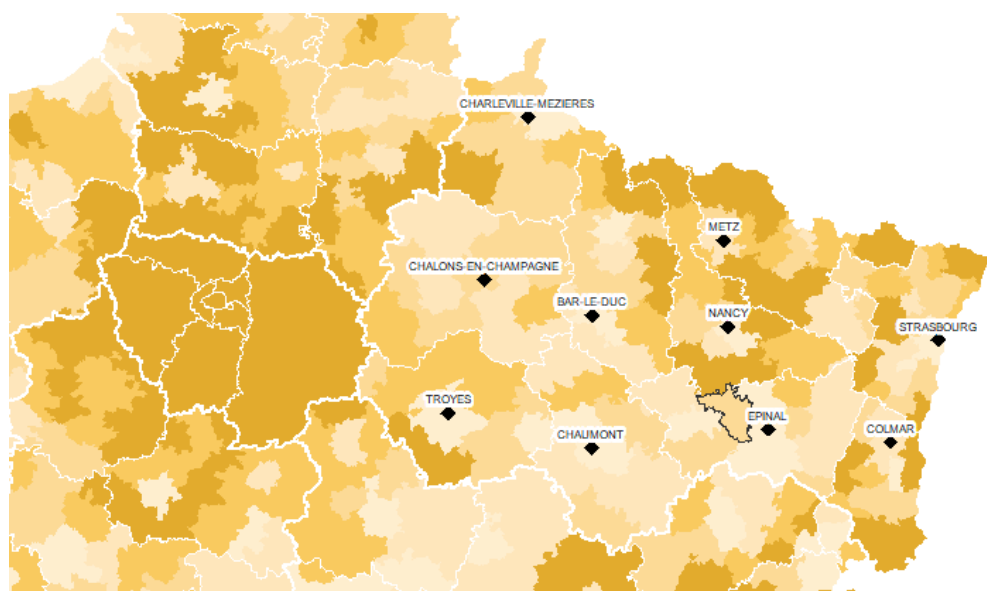 CHARLEVILLE-MEZIERES
METZ
CHALONS-EN-CHAMPAGNE
BAR-LE-DUC
NANCY
STRASBOURG
TROYES
EPINAL
CHAUMONT
COLMAR